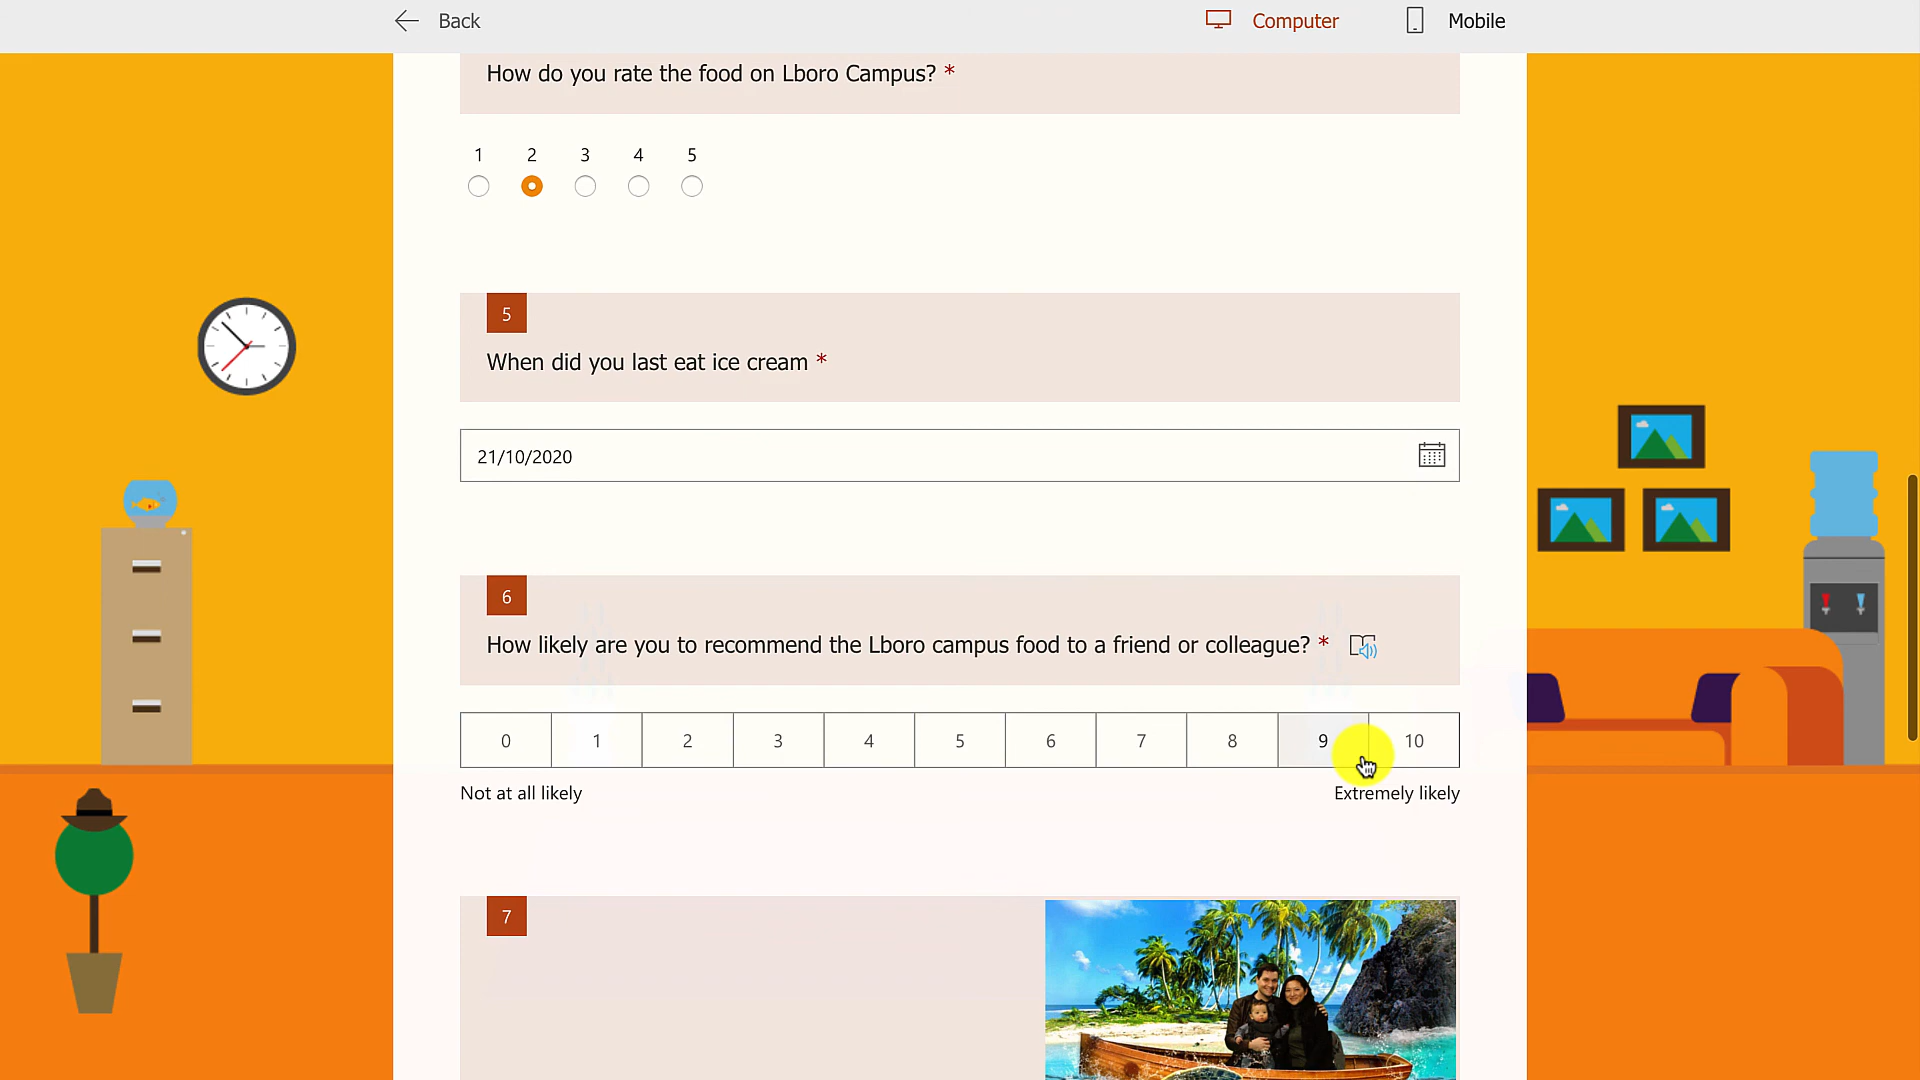 Back
Computer
Mobile
How do you rate the food on Lboro Campus? *
1 2 3 4 5
5
When did you last eat ice cream *
21/10/2020
6
How likely are you to recommend the Lboro campus food to a friend or colleague? *
0 1 2 3 4 5 6 7 8 9 10
Not at all likely
Extremely likely
7